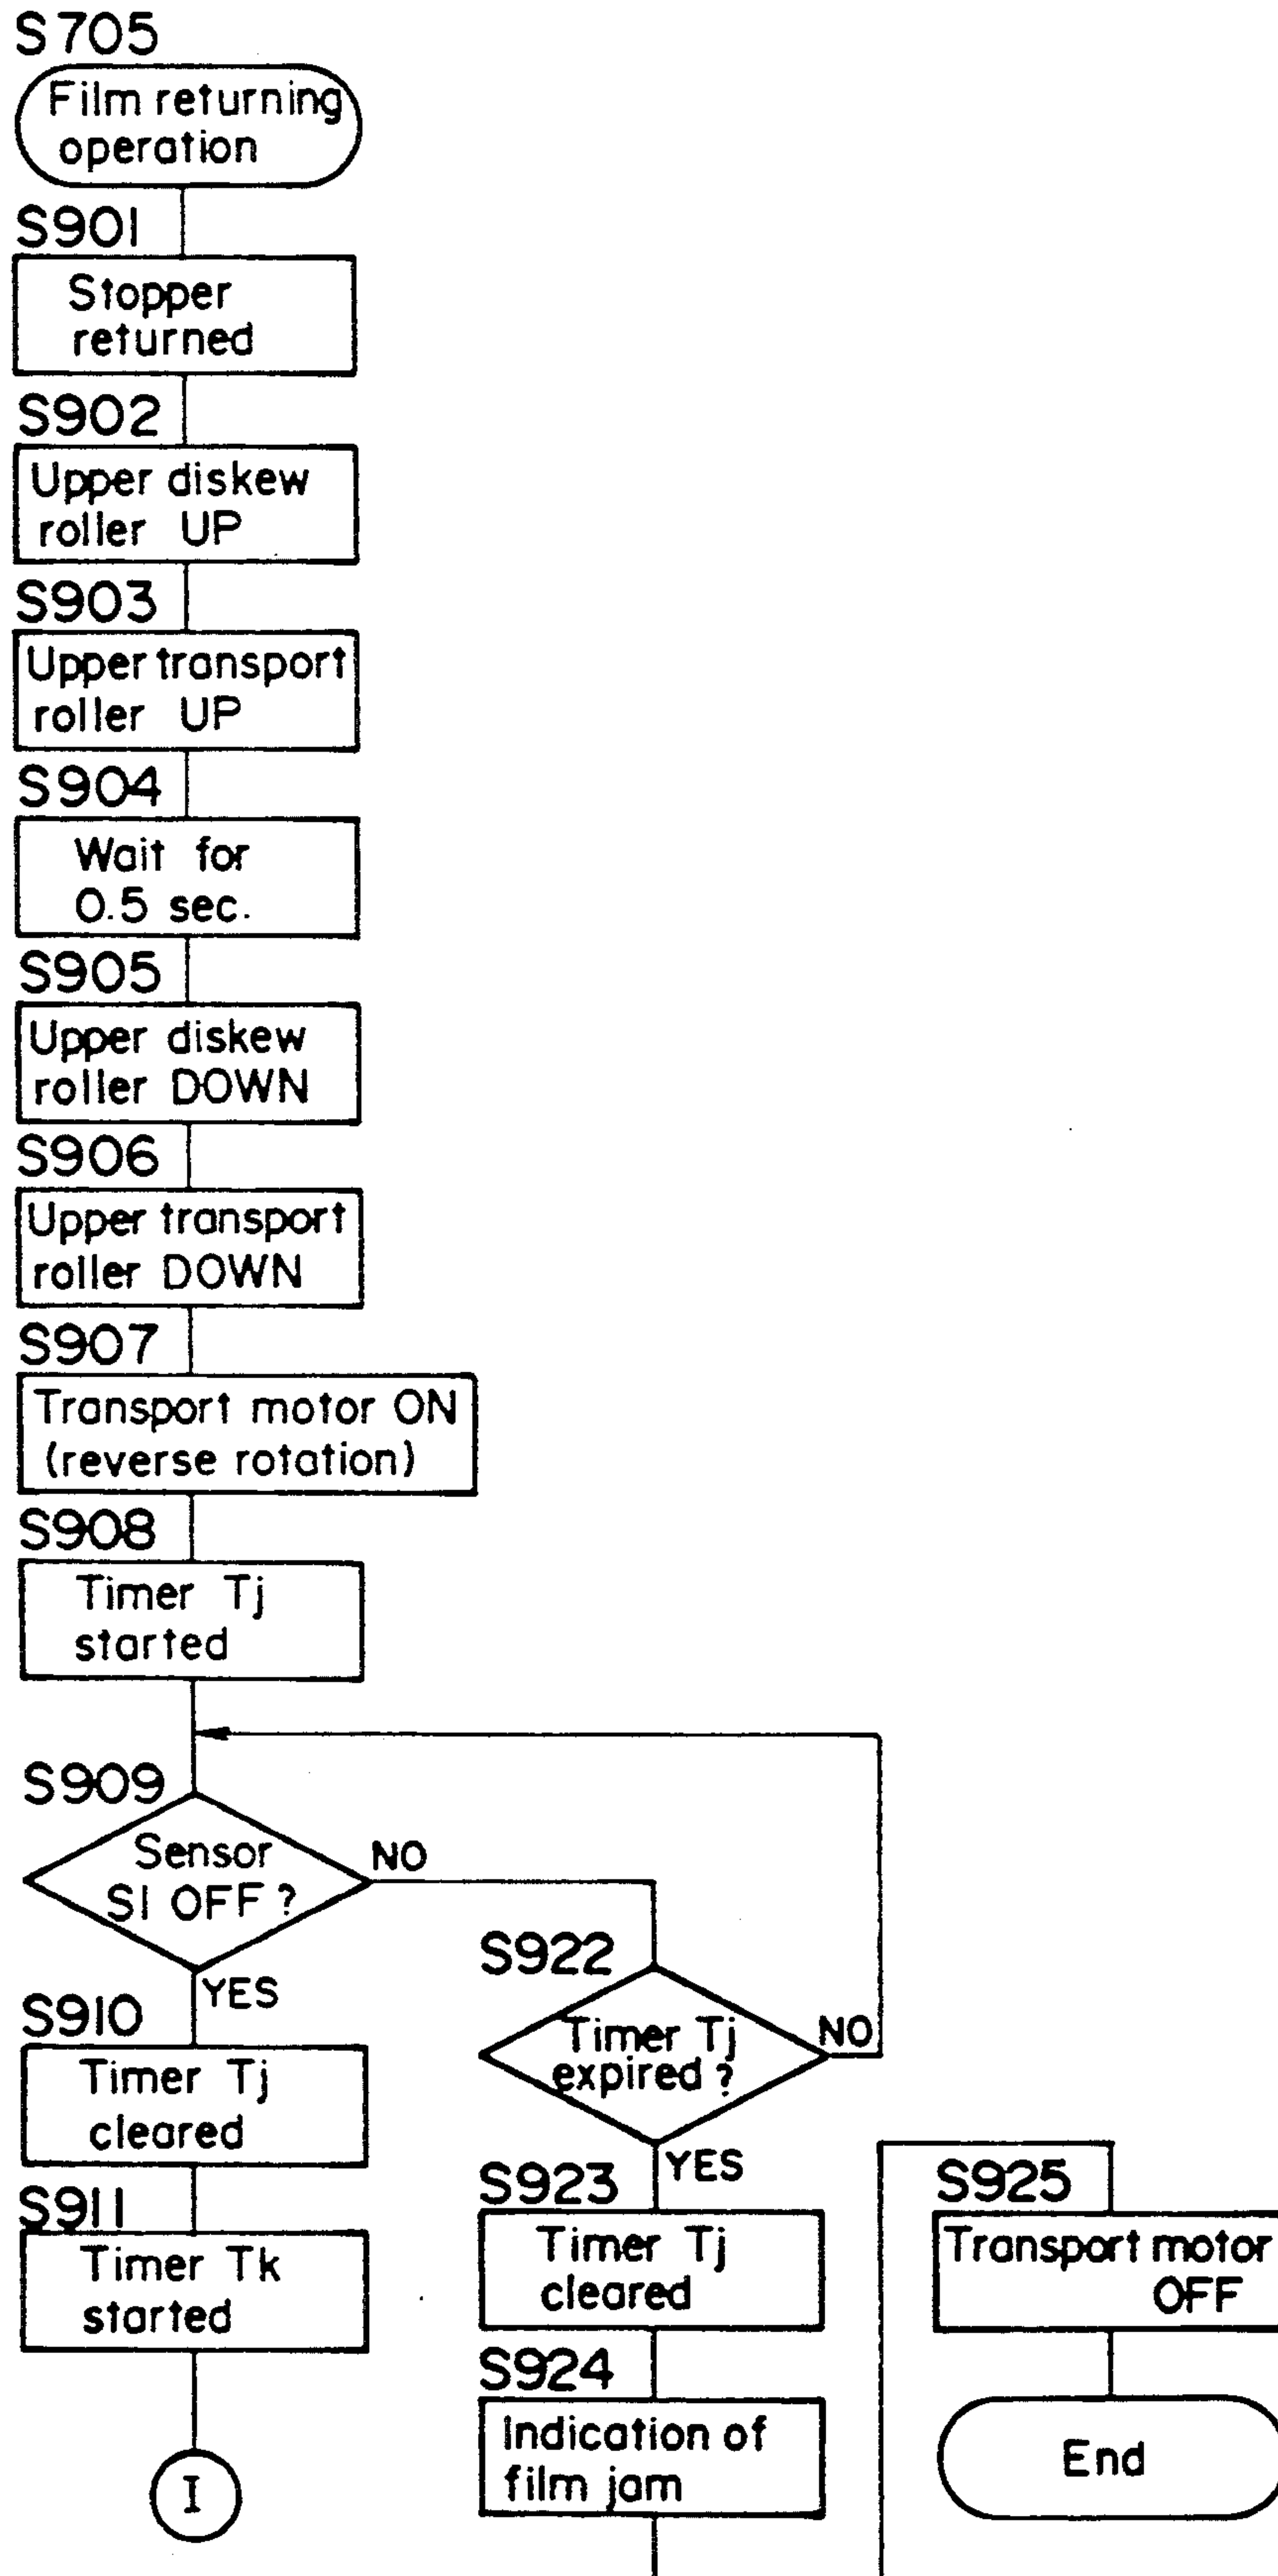 S705
Film returning
operation
S901
Stopper
returned
S902
Upper diskew
roller UP
S903
Upper transport
roller UP
S904
Wait for
0.5 sec.
S905
Upper diskew
roller DOWN
S906
Upper transport
roller DOWN
S907
Transport motor ON
(reverse rotation)
S908
Timer Tj
started
S909
Sensor
S1 OFF ?
NO
YES
S910
Timer Tj
cleared
S911
Timer Tk
started
I
S922
Timer Tj
expired ?
NO
YES
S923
Timer Tj
cleared
S924
Indication of
film jam
S925
Transport motor
OFF
End